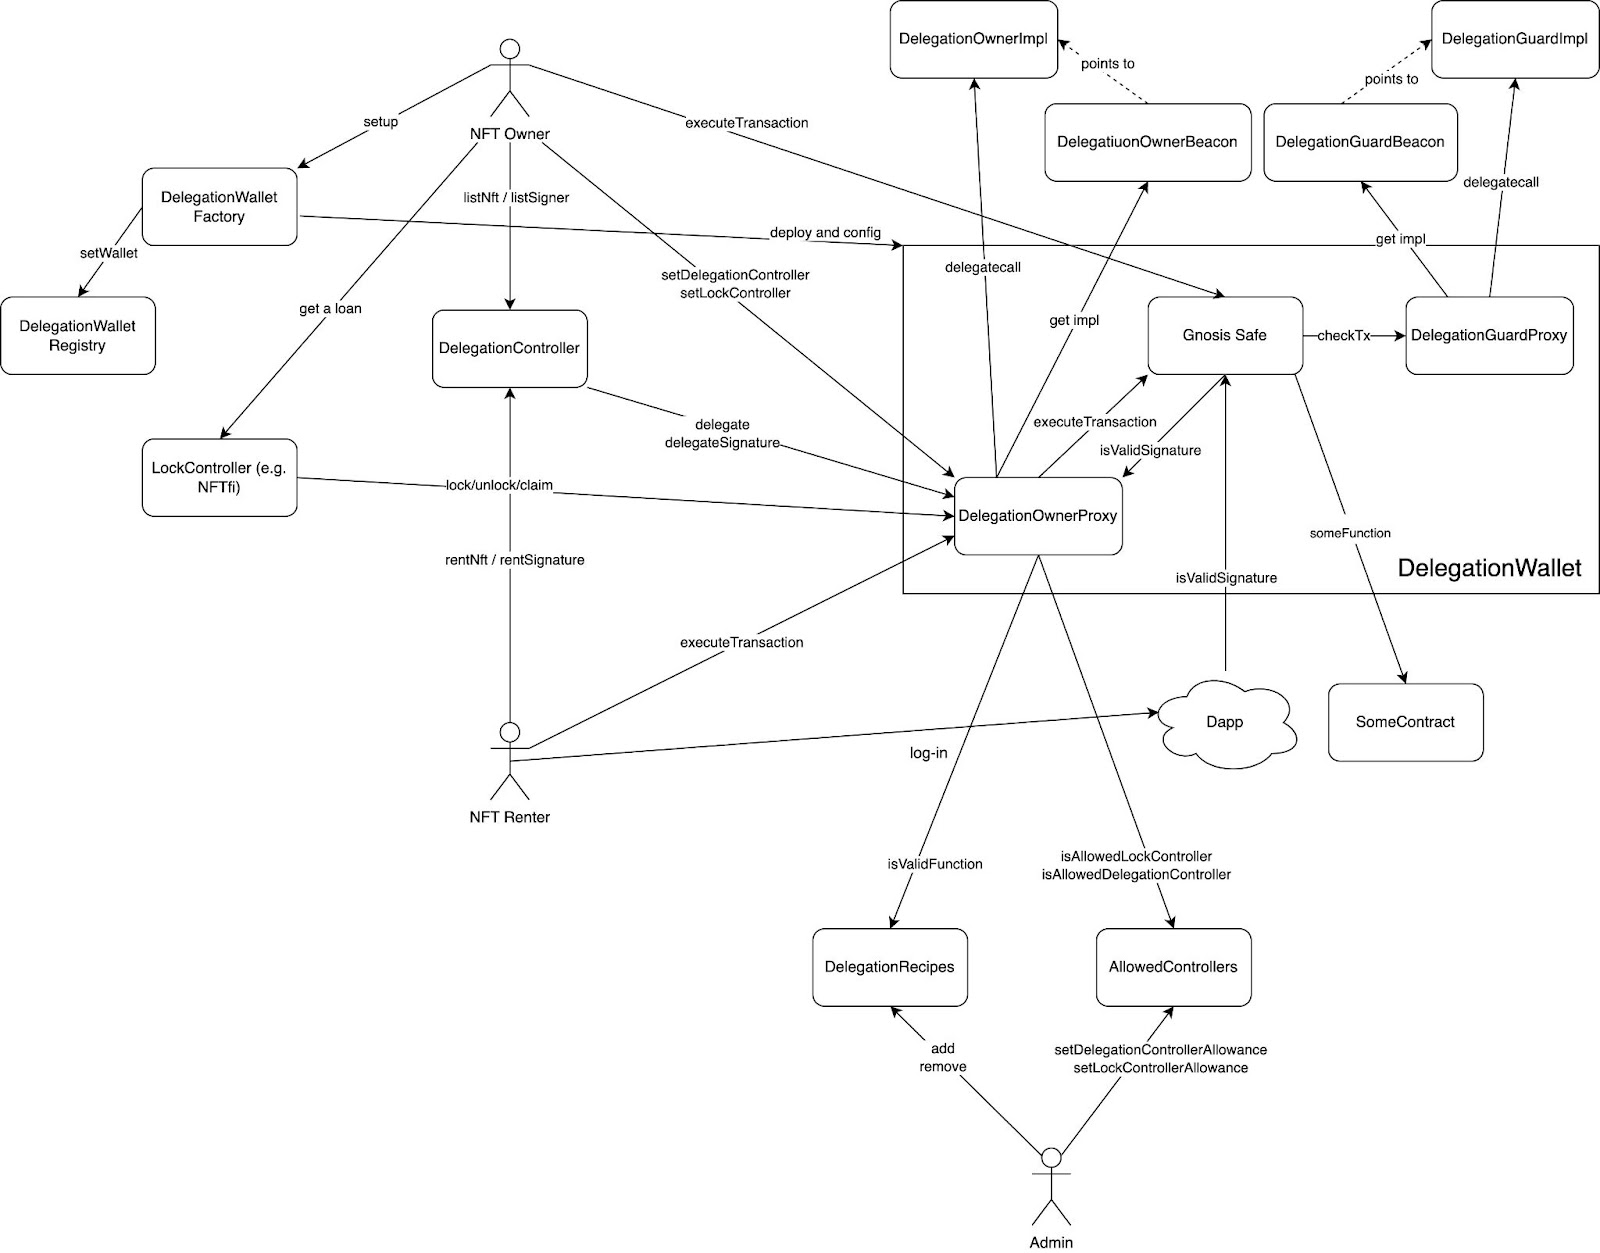 DelegationOwnerImpl
DelegationGuardImpl
points to
points to
setup
executeTransaction
NFT Owner
DelegatiuonOwnerBeacon
DelegationGuardBeacon
delegatecall
DelegationWallet
Factory
listNft / listSigner
deploy and config
get impl
setWallet
setDelegationController
setLockController
delegatecall
get a loan
get impl
DelegationWallet
Registry
DelegationController
Gnosis Safe
checkTx
DelegationGuardProxy
delegate
delegateSignature
executeTransaction
isValidSignature
LockController (e.g.
NFTfi)
lock/unlock/claim
DelegationOwnerProxy
someFunction
rentNft / rentSignature
isValidSignature
DelegationWallet
executeTransaction
Dapp
SomeContract
log-in
NFT Renter
isValidFunction
isAllowedLockController
isAllowedDelegationController
DelegationRecipes
AllowedControllers
add
remove
setDelegationControllerAllowance
setLockControllerAllowance
Admin